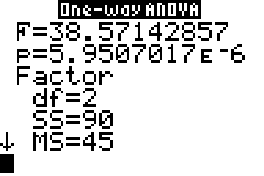 One-way ANOVA
F=38.57142857
p=5.9507017E-6
Factor
df=2
SS=90
↓ MS=45